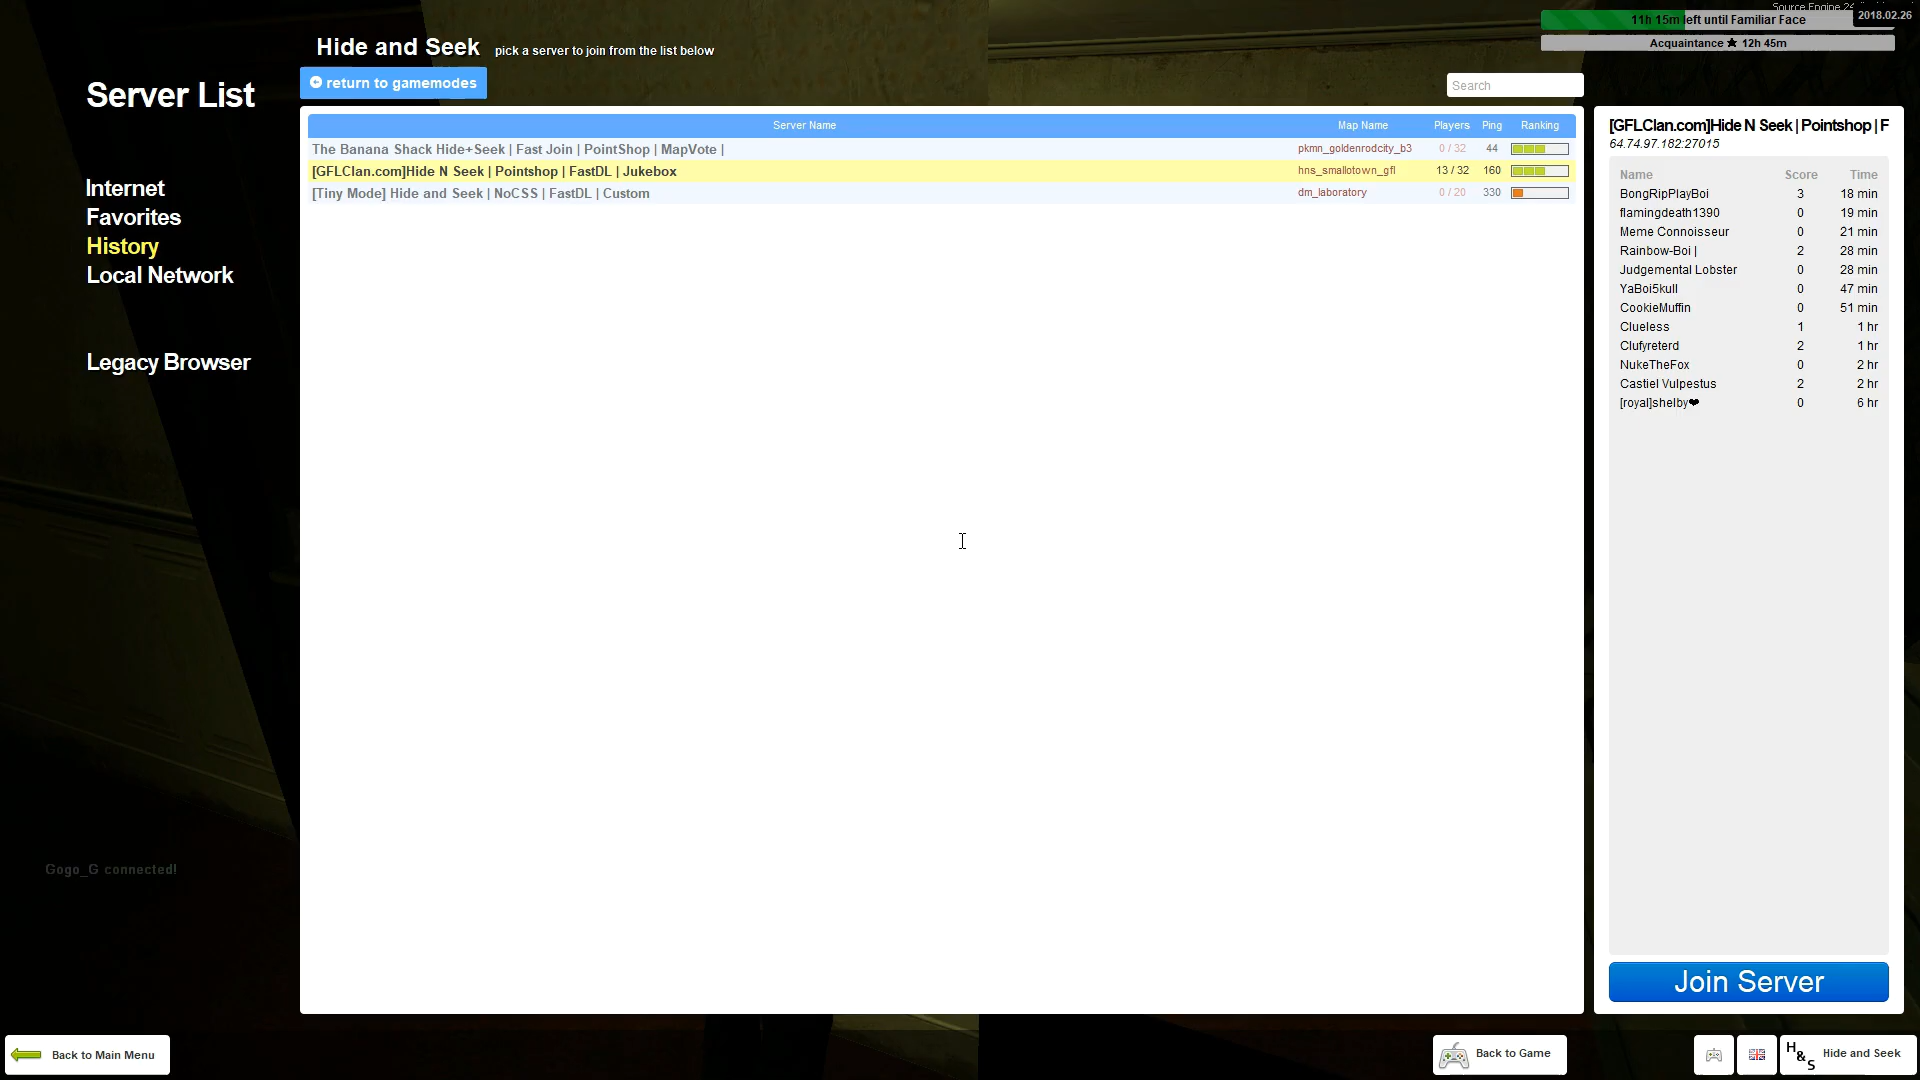 Source Engine
2018.02.26
11h 15m left until Familiar Face
Acquaintance ★ 12h 45m
Hide and Seek pick a server to join from the list below
return to gamemodes
Search
Server List
Internet
Favorites
History
Local Network
Legacy Browser
Server Name Map Name Players Ping Ranking
The Banana Shack Hide+Seek | Fast Join | PointShop | MapVote | pkmn_goldenrodcity_b3 0 / 32 44
[GFLClan.com]Hide N Seek | Pointshop | FastDL | Jukebox hns_smallotown_gfl 13 / 32 160
[Tiny Mode] Hide and Seek | NoCSS | FastDL | Custom dm_laboratory 0 / 20 330
[GFLClan.com]Hide N Seek | Pointshop | F
64.74.97.182:27015
Name Score Time
BongRipPlayBoi 3 18 min
flamingdeath1390 0 19 min
Meme Connoisseur 0 21 min
Rainbow-Boi | 2 28 min
Judgemental Lobster 0 28 min
YaBoi5kull 0 47 min
CookieMuffin 0 51 min
Clueless 1 1 hr
Clufyreterd 2 1 hr
NukeTheFox 0 2 hr
Castiel Vulpestus 2 2 hr
[royal]shelby❤ 0 6 hr
Join Server
Gogo_G connected!
Back to Main Menu
Back to Game
H&S Hide and Seek